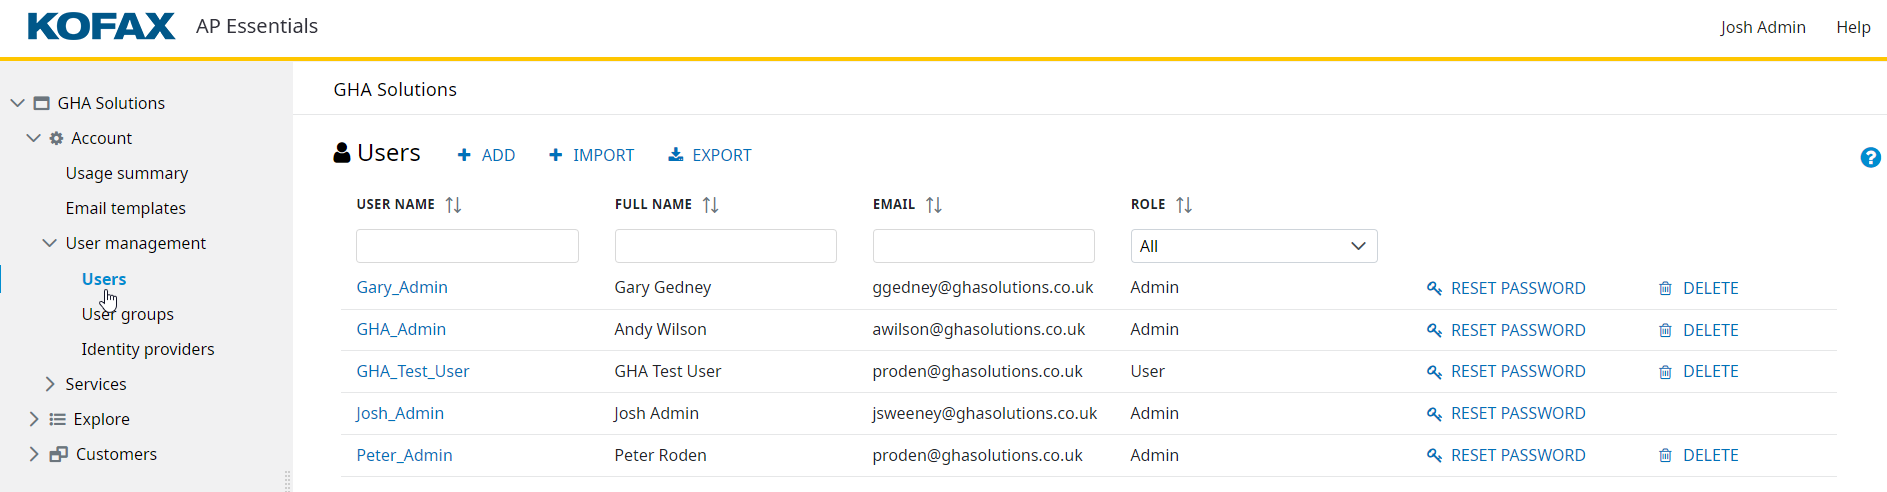 KOFAX AP Essentials
Josh Admin Help
GHA Solutions
Account
Usage summary
Email templates
User management
Users
User groups
Identity providers
Services
Explore
Customers
GHA Solutions
Users + ADD + IMPORT EXPORT
?
USER NAME FULL NAME EMAIL ROLE
All
Gary_Admin Gary Gedney ggedney@ghasolutions.co.uk Admin RESET PASSWORD DELETE
GHA_Admin Andy Wilson awilson@ghasolutions.co.uk Admin RESET PASSWORD DELETE
GHA_Test_User GHA Test User proden@ghasolutions.co.uk User RESET PASSWORD DELETE
Josh_Admin Josh Admin jsweeney@ghasolutions.co.uk Admin RESET PASSWORD
Peter_Admin Peter Roden proden@ghasolutions.co.uk Admin RESET PASSWORD DELETE